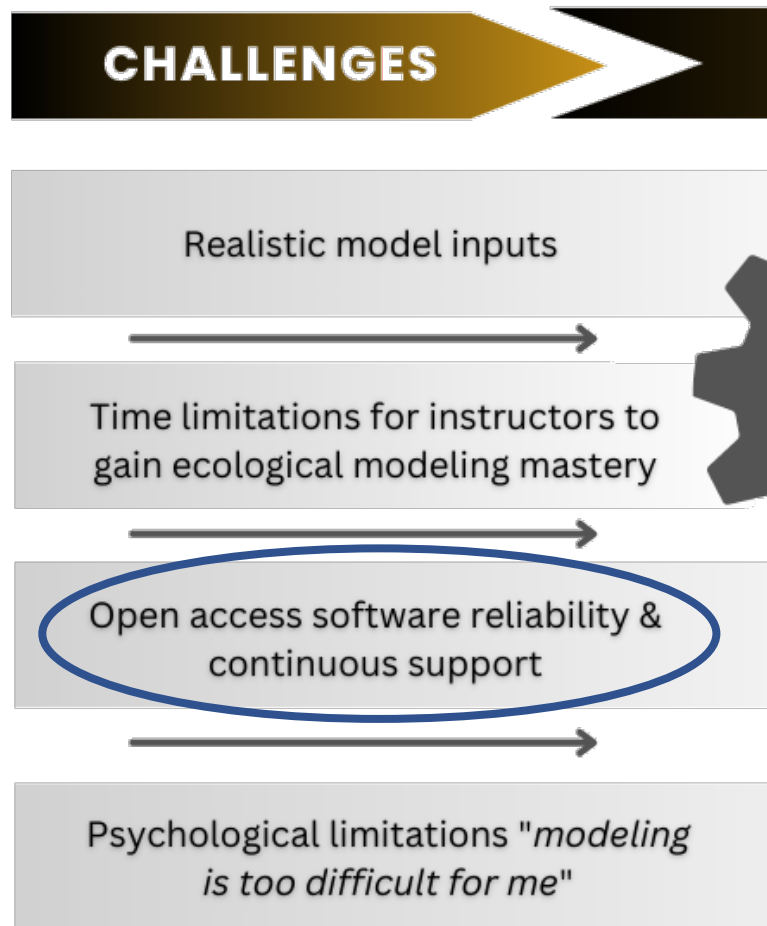 CHALLENGES
Realistic model inputs
Time limitations for instructors to
gain ecological modeling mastery
Open access software reliability &
continuous support
Psychological limitations "modeling
is too difficult for me"